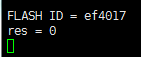 FLASH ID = ef4017
res = 0